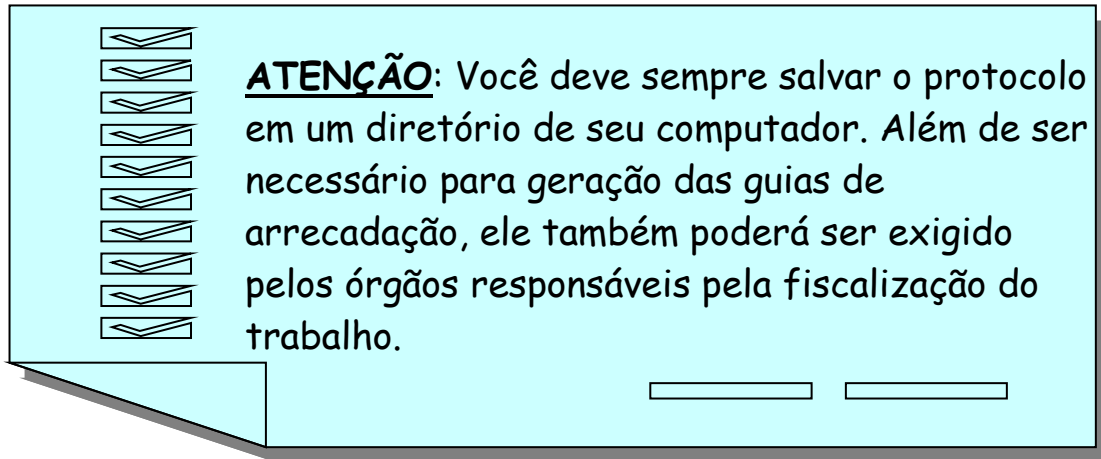 ATENÇÃO: Você deve sempre salvar o protocolo
em um diretório de seu computador. Além de ser
necessário para geração das guias de
arrecadação, ele também poderá ser exigido
pelos órgãos responsáveis pela fiscalização do
trabalho.